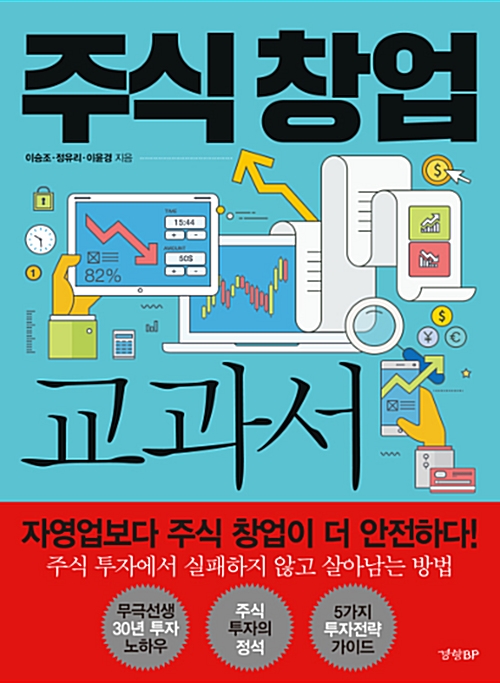 주식 창업
이승조·정유리·이윤경 지음
TIME
15:44
+ -
AMOUNT
50$
+ -
82%
$
1
$
¥ €
교과서
자영업보다 주식 창업이 더 안전하다!
주식 투자에서 실패하지 않고 살아남는 방법
무극선생
30년 투자
노하우
주식
투자의
정석
5가지
투자전략
가이드
경향BP